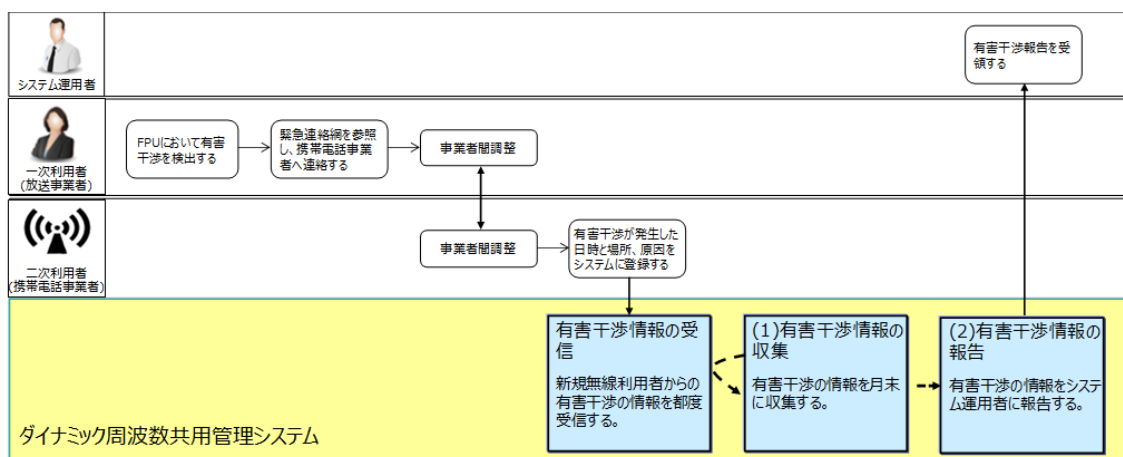 システム運用者
有害干渉報告を受
領する
一次利用者
(放送事業者)
FPUにおいて有害
干渉を検出する
緊急連絡網を参照
し、携帯電話事業
者へ連絡する
事業者間調整
二次利用者
(携帯電話事業者)
事業者間調整
有害干渉が発生した
日時と場所、原因を
システムに登録する
有害干渉情報の受
信
新規無線利用者からの
有害干渉の情報を都度
受信する。
(1)有害干渉情報の
収集
有害干渉の情報を月末
に収集する。
(2)有害干渉情報の
報告
有害干渉の情報をシステ
ム運用者に報告する。
ダイナミック周波数共用管理システム